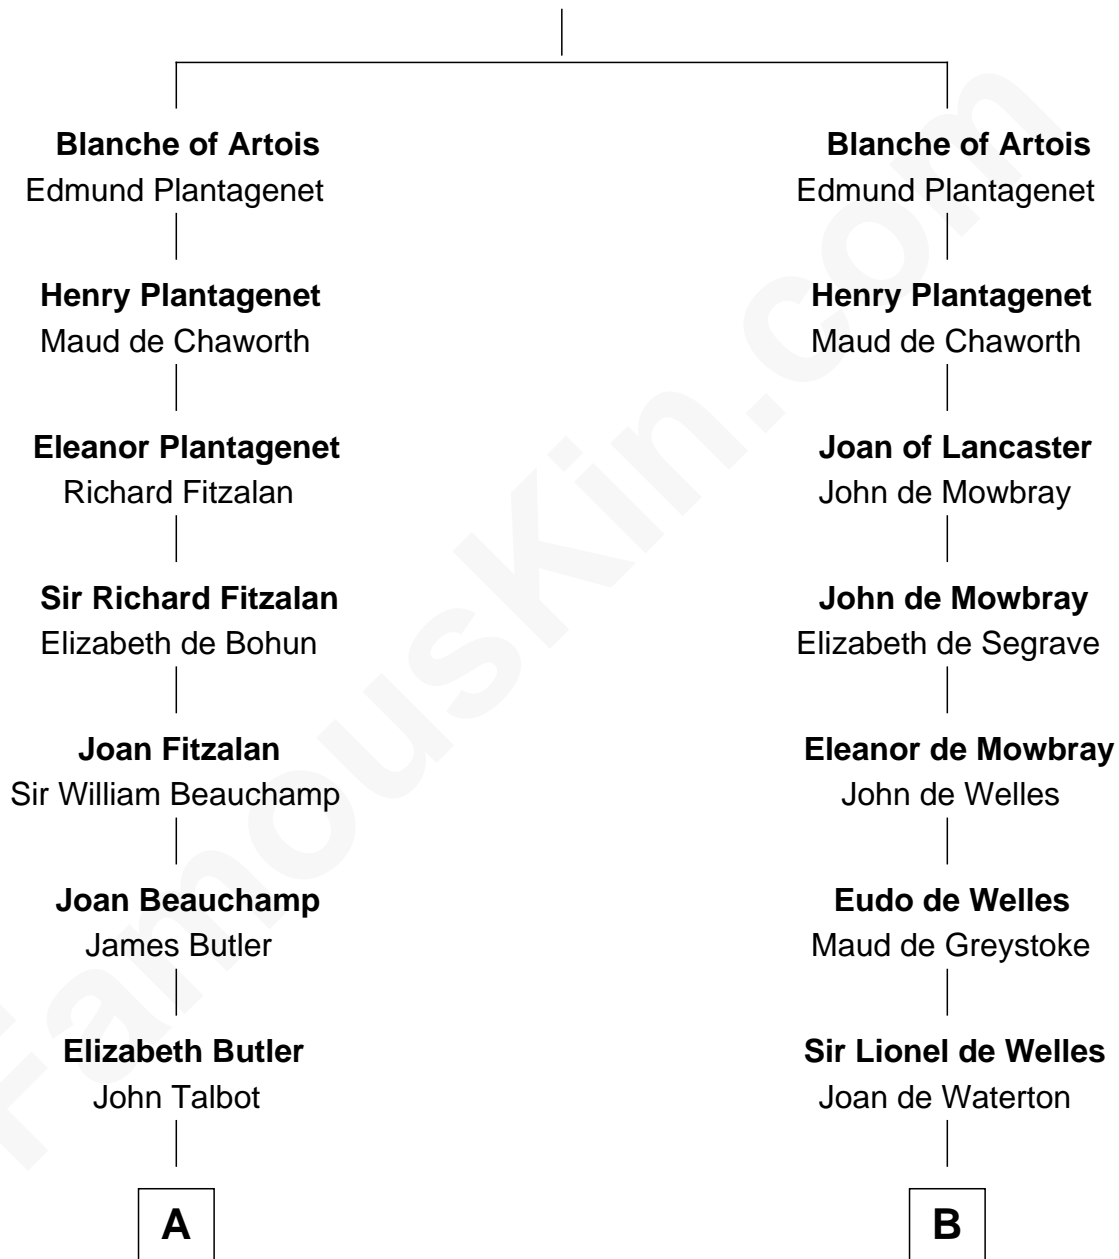 Blanche of Artois
Edmund Plantagenet
Henry Plantagenet
Maud de Chaworth
Eleanor Plantagenet
Richard Fitzalan
Sir Richard Fitzalan
Elizabeth de Bohun
Joan Fitzalan
Sir William Beauchamp
Joan Beauchamp
James Butler
Elizabeth Butler
John Talbot
A
Blanche of Artois
Edmund Plantagenet
Henry Plantagenet
Maud de Chaworth
Joan of Lancaster
John de Mowbray
John de Mowbray
Elizabeth de Segrave
Eleanor de Mowbray
John de Welles
Eudo de Welles
Maud de Greystoke
Sir Lionel de Welles
Joan de Waterton
B
FamousKin.com